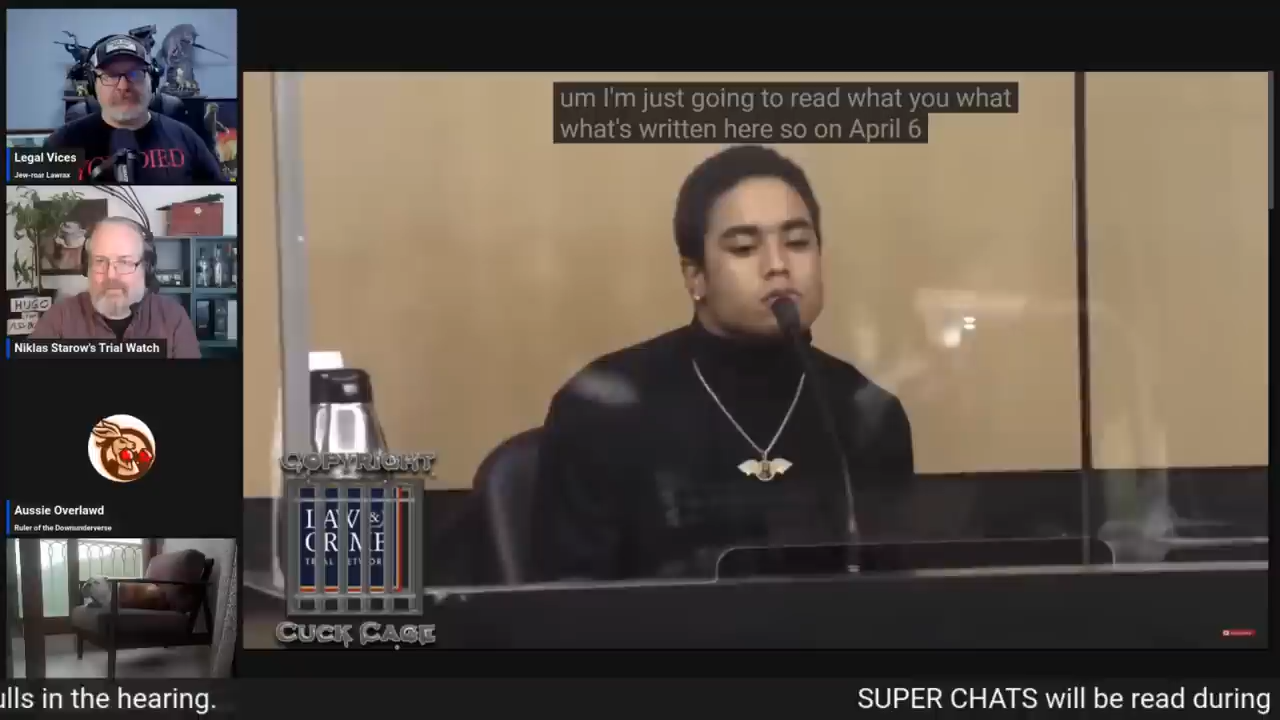 um I'm just going to read what you what
what's written here so on April 6
Legal Vices
Jew-roar Lawrax
DIED
HUGO
Niklas Starow's Trial Watch
Aussie Overlawd
Ruler of the Downunderverse
COPYRIGHT
LAW &
CRIME
CUCK CAGE
ulls in the hearing.
SUPER CHATS will be read during